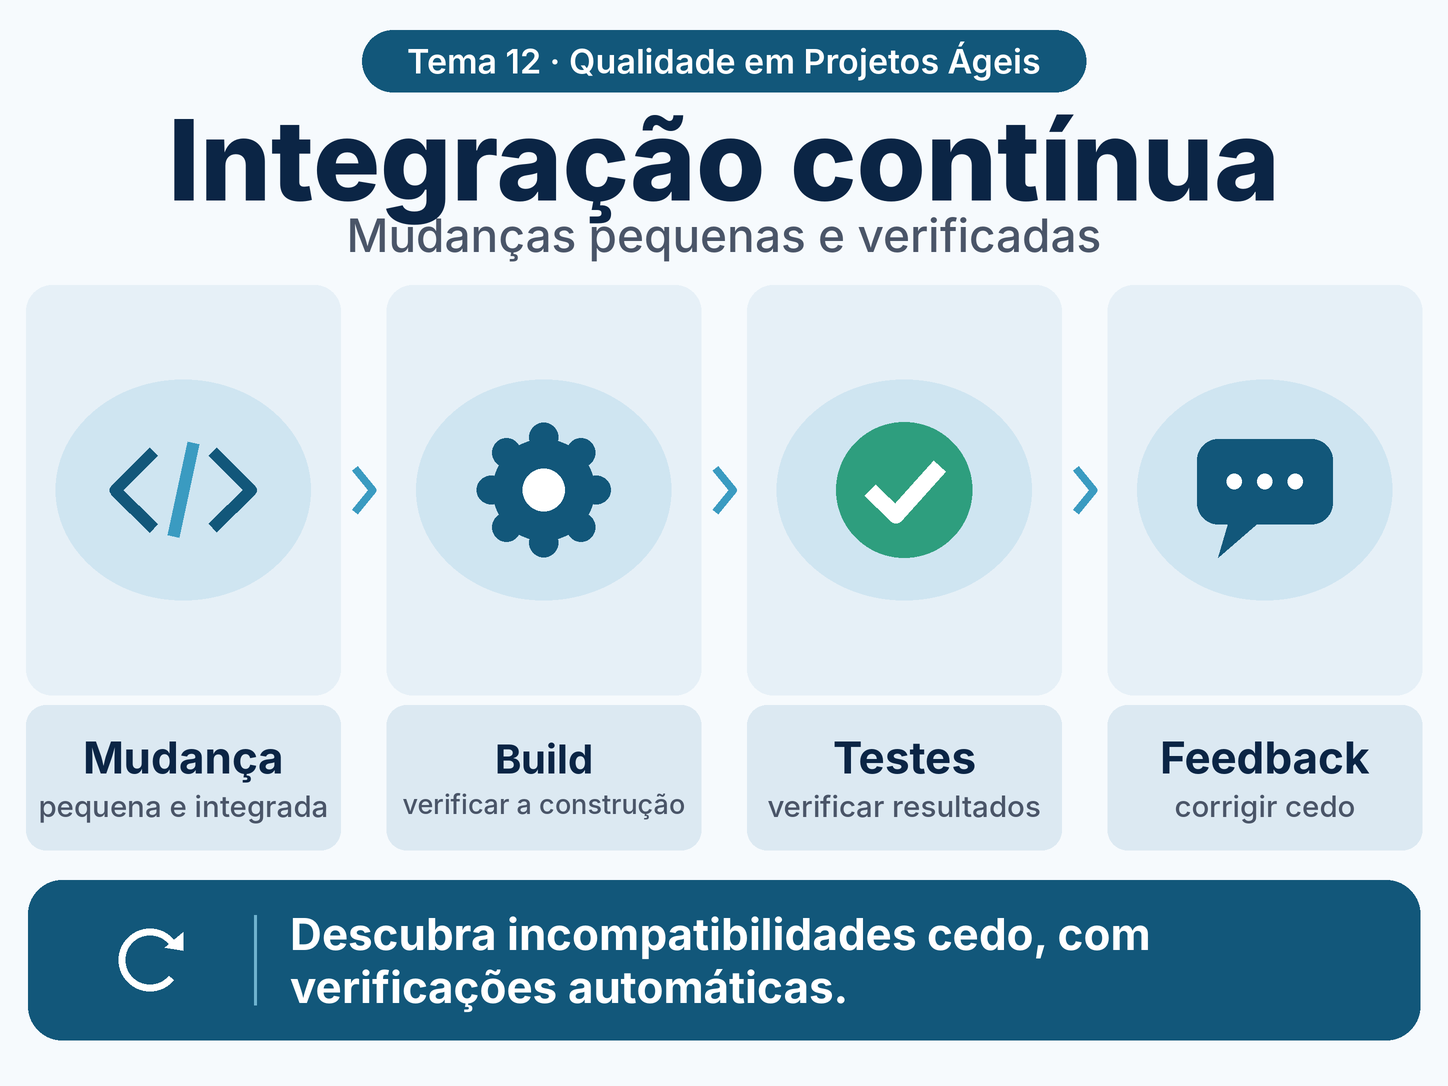 Tema 12 · Qualidade em Projetos Ágeis
Integração contínua
Mudanças pequenas e verificadas
Mudança
pequena e integrada
Build
verificar a construção
Testes
verificar resultados
Feedback
corrigir cedo
Descubra incompatibilidades cedo, com
verificações automáticas.